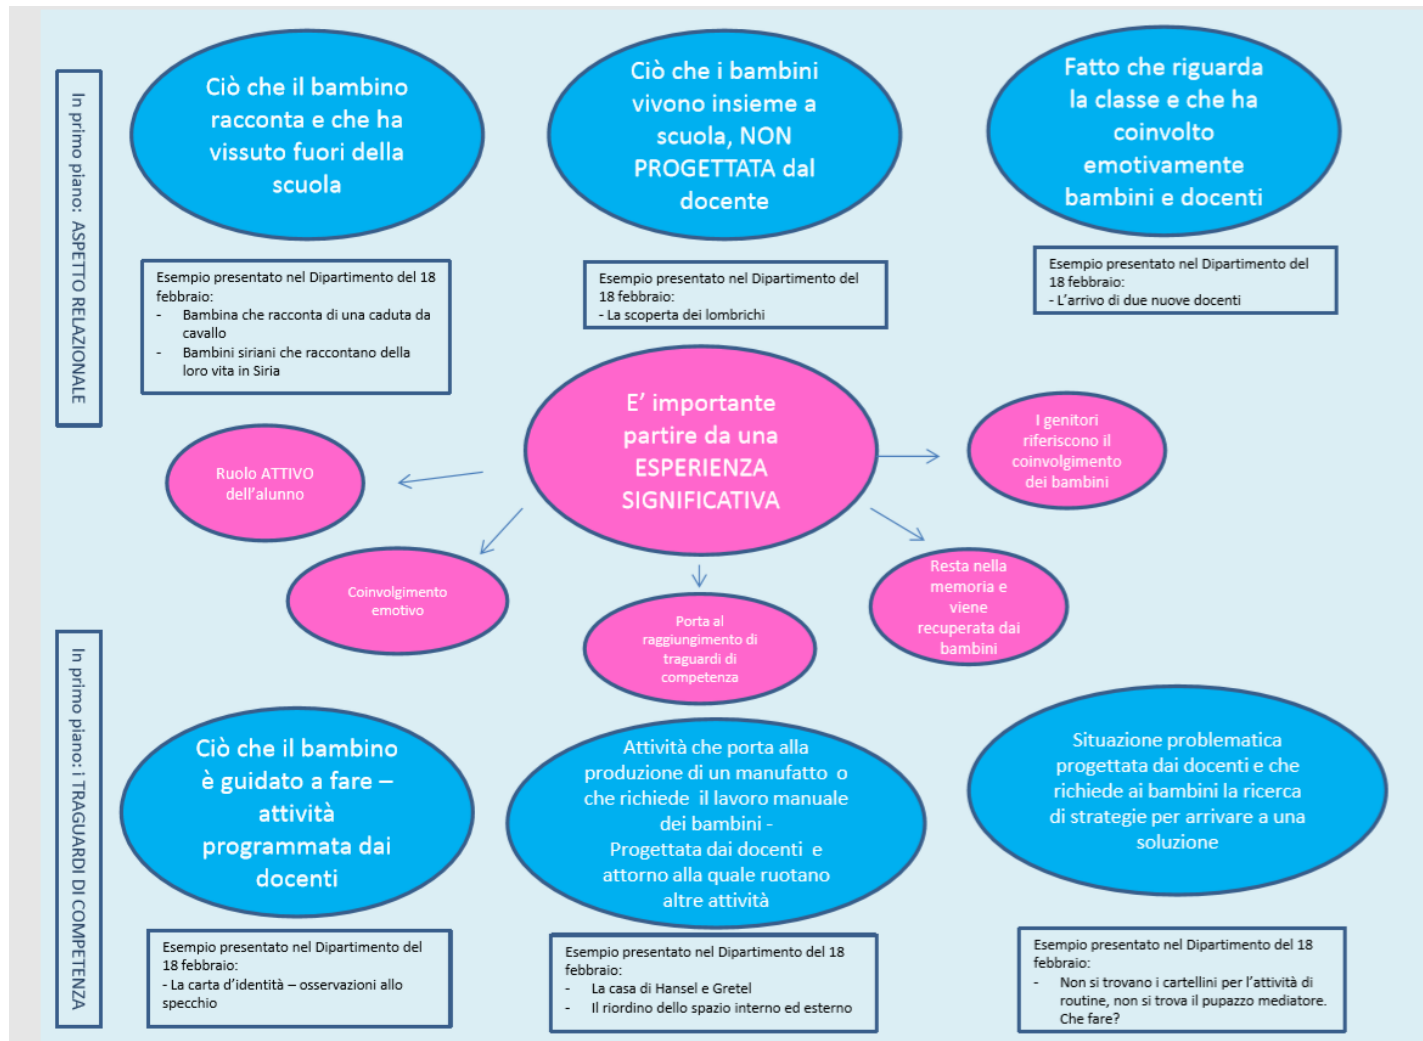 In primo piano:  ASPETTO RELAZIONALE
Ciò che il bambino
racconta e che ha
vissuto fuori della
scuola
Ciò che i bambini
vivono insieme a
scuola, NON
PROGETTATA dal
docente
Fatto che riguarda
la classe e che ha
coinvolto
emotivamente
bambini e docenti
Esempio presentato nel Dipartimento del 18
febbraio:
- Bambina che racconta di una caduta da
cavallo
- Bambini siriani che raccontano della
loro vita in Siria
Esempio presentato nel Dipartimento del
18 febbraio:
- La scoperta dei lombrichi
Esempio presentato nel Dipartimento del
18 febbraio:
- L’arrivo di due nuove docenti
E’ importante
partire da una
ESPERIENZA
SIGNIFICATIVA
Ruolo ATTIVO
dell’alunno
Coinvolgimento
emotivo
Porta al
raggiungimento di
traguardi di
competenza
Resta nella
memoria e
viene
recuperata dai
bambini
I genitori
riferiscono il
coinvolgimento
dei bambini
In primo piano: i TRAGUARDI DI COMPETENZA
Ciò che il bambino
è guidato a fare –
attività
programmata dai
docenti
Attività che porta alla
produzione di un manufatto  o
che richiede  il lavoro manuale
dei bambini -
Progettata dai docenti  e
attorno alla quale ruotano
altre attività
Situazione problematica
progettata dai docenti e che
richiede ai bambini la ricerca
di strategie per arrivare a una
soluzione
Esempio presentato nel Dipartimento del
18 febbraio:
- La carta d’identità – osservazioni allo
specchio
Esempio presentato nel Dipartimento del 18
febbraio:
- La casa di Hansel e Gretel
- Il riordino dello spazio interno ed esterno
Esempio presentato nel Dipartimento del 18
febbraio:
- Non si trovano i cartellini per l’attività di
routine, non si trova il pupazzo mediatore.
Che fare?